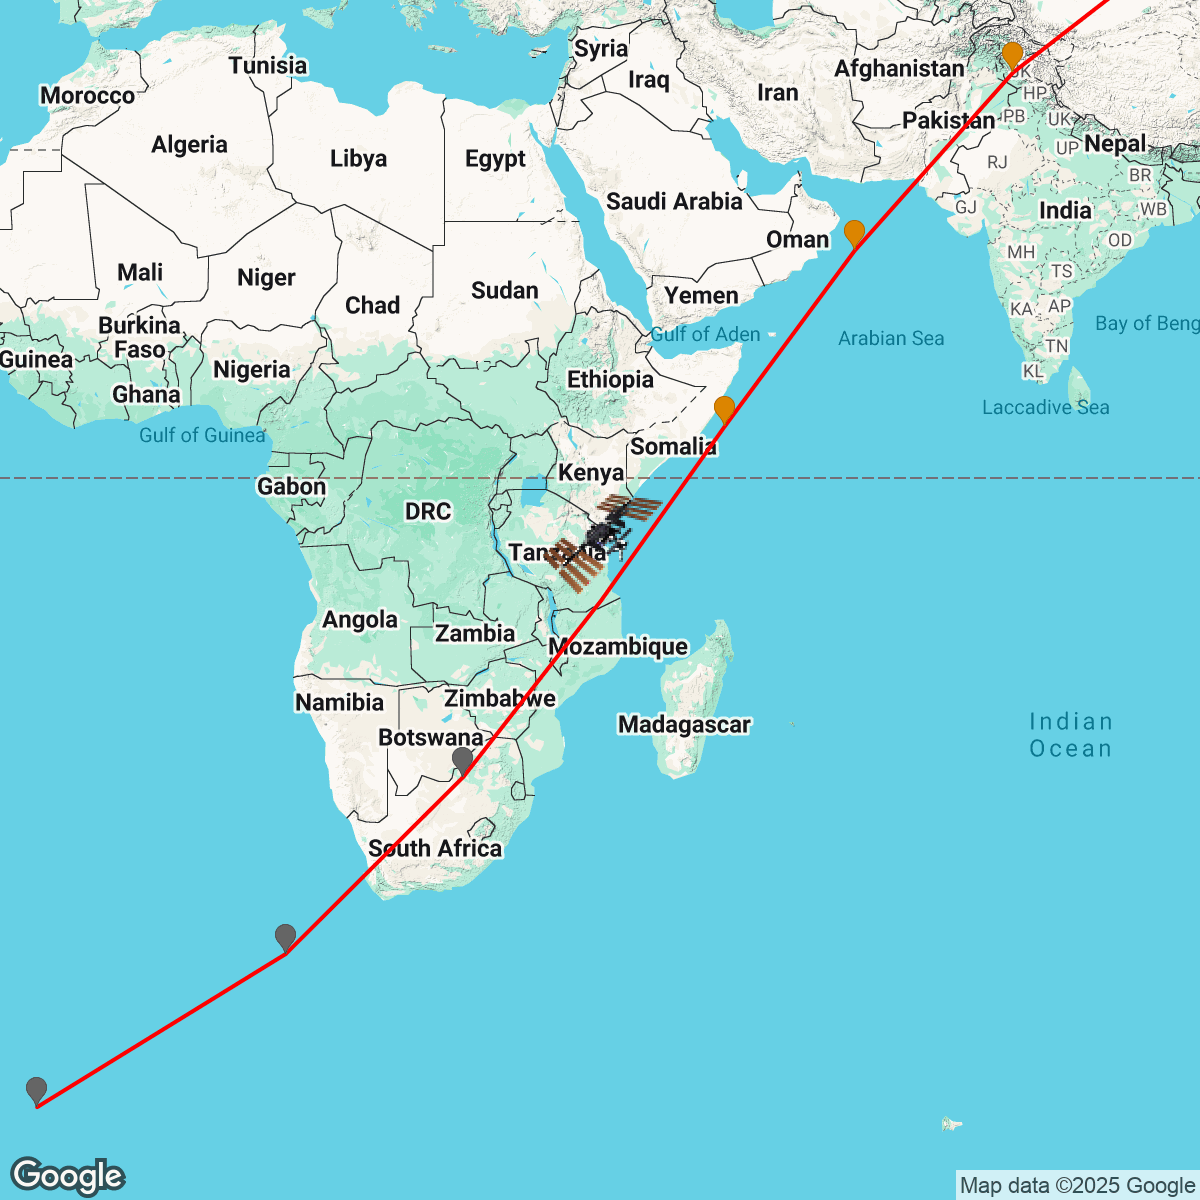 Syria
Tunisia
Afghanistan
JK
Iraq
Morocco
Iran
HP
Pakistan
PB
UK
Algeria
Nepal
UP
Libya
Egypt
RJ
BR
Saudi Arabia
GJ
India
WB
Oman
OD
MH
Mali
Niger
TS
Sudan
Yemen
Chad
KA
AP
Burkina
Faso
Bay of Beng
Gulf of Aden
Arabian Sea
TN
Guinea
Nigeria
KL
Ethiopia
Ghana
Laccadive Sea
Gulf of Guinea
Somalia
Kenya
Gabon
DRC
Tanzania
Angola
Zambia
Mozambique
Namibia
Zimbabwe
Madagascar
Indian
Ocean
Botswana
South Africa
Google
Map data ©2025 Google